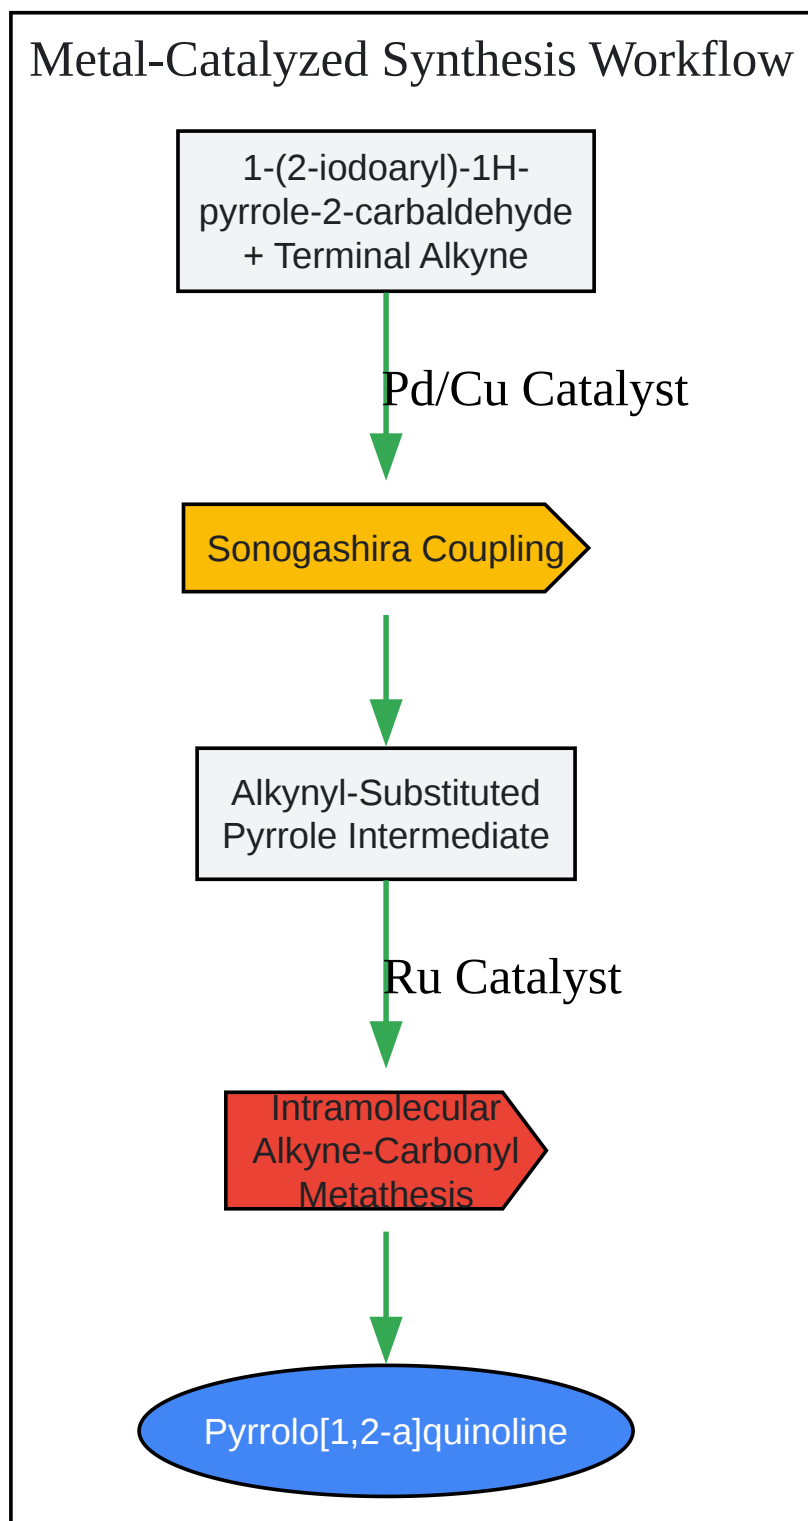 Metal-Catalyzed Synthesis Workflow
1-(2-iodoaryl)-1H-
pyrrole-2-carbaldehyde
+ Terminal Alkyne
Pd/Cu Catalyst
Sonogashira Coupling
Alkynyl-Substituted
Pyrrole Intermediate
Ru Catalyst
Intramolecular
Alkyne-Carbonyl
Metathesis
Pyrrolo[1,2-a]quinoline